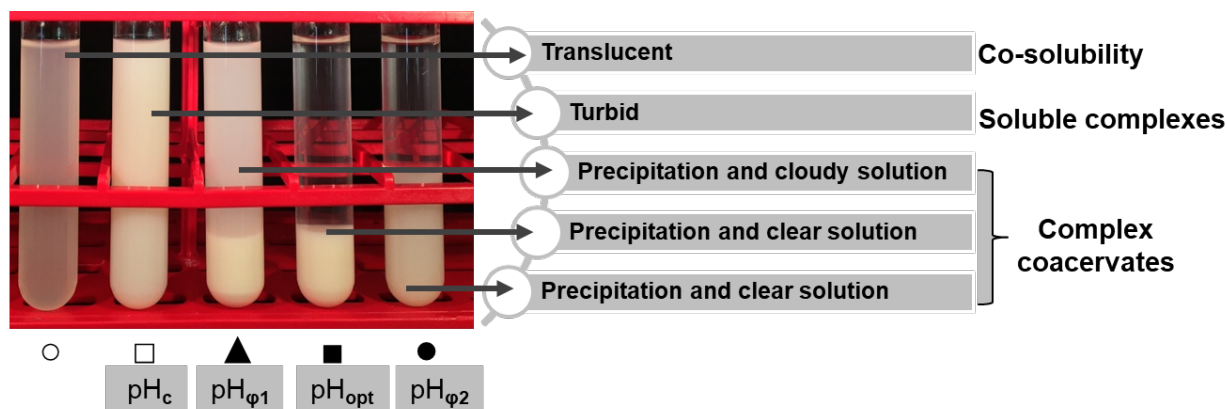 Translucent
Co-solubility
Turbid
Soluble complexes
Precipitation and cloudy solution
Precipitation and clear solution
Complex
coacervates
Precipitation and clear solution
○ □ ▲ ■ ●
pHc pHφ1 pHopt pHφ2